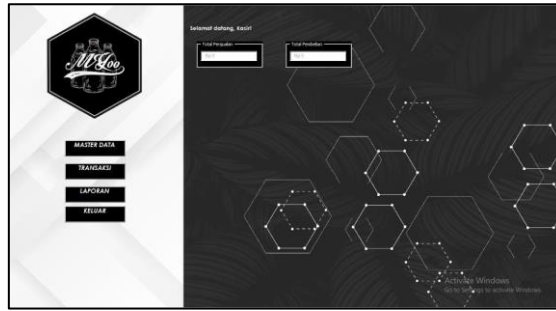 MYoo
MASTER DATA
TRANSAKSI
LAPORAN
KELUAR
Selamat datang, Kasir!
Total Penjualan
Total Pembelian
Activate Windows
Go to Settings to activate Windows.